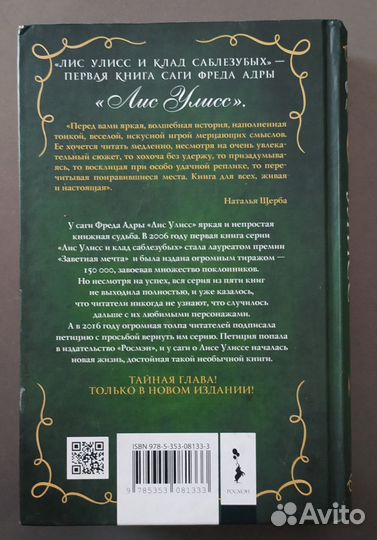 «ЛИС УЛИСС И КЛАД САБЛЕЗУБЫХ» —
ПЕРВАЯ КНИГА САГИ ФРЕДА АДРЫ
«Лис Улисс».
«Перед вами яркая, волшебная история, наполненная
тонкой, веселой, искусной игрой мерцающих смыслов.
Ее хочется читать медленно, несмотря на очень увлека-
тельный сюжет, то хохоча без удержу, то призадумыва-
ясь, то восклицая при особо удачной реплике, то пере-
читывая понравившиеся места. Книга для всех, живая
и настоящая».
Наталья Щерба
У саги Фреда Адры «Лис Улисс» яркая и непростая
книжная судьба. В 2006 году первая книга серии
«Лис Улисс и клад саблезубых» стала лауреатом премии
«Заветная мечта» и была издана огромным тиражом —
150 000, завоевав множество поклонников.
Но несмотря на успех, вся серия из пяти книг
не выходила полностью, и уже казалось,
что читатели никогда не узнают, что случилось
дальше с их любимыми персонажами.
А в 2016 году огромная толпа читателей подписала
петицию с просьбой вернуть им серию. Петиция попала
в издательство «Росмэн», и у саги о Лисе Улиссе началась
новая жизнь, достойная такой необычной книги.
ТАЙНАЯ ГЛАВА!
ТОЛЬКО В НОВОМ ИЗДАНИИ!
ISBN 978-5-353-08133-3
9 785353 081333
РОСМЭН
Avito